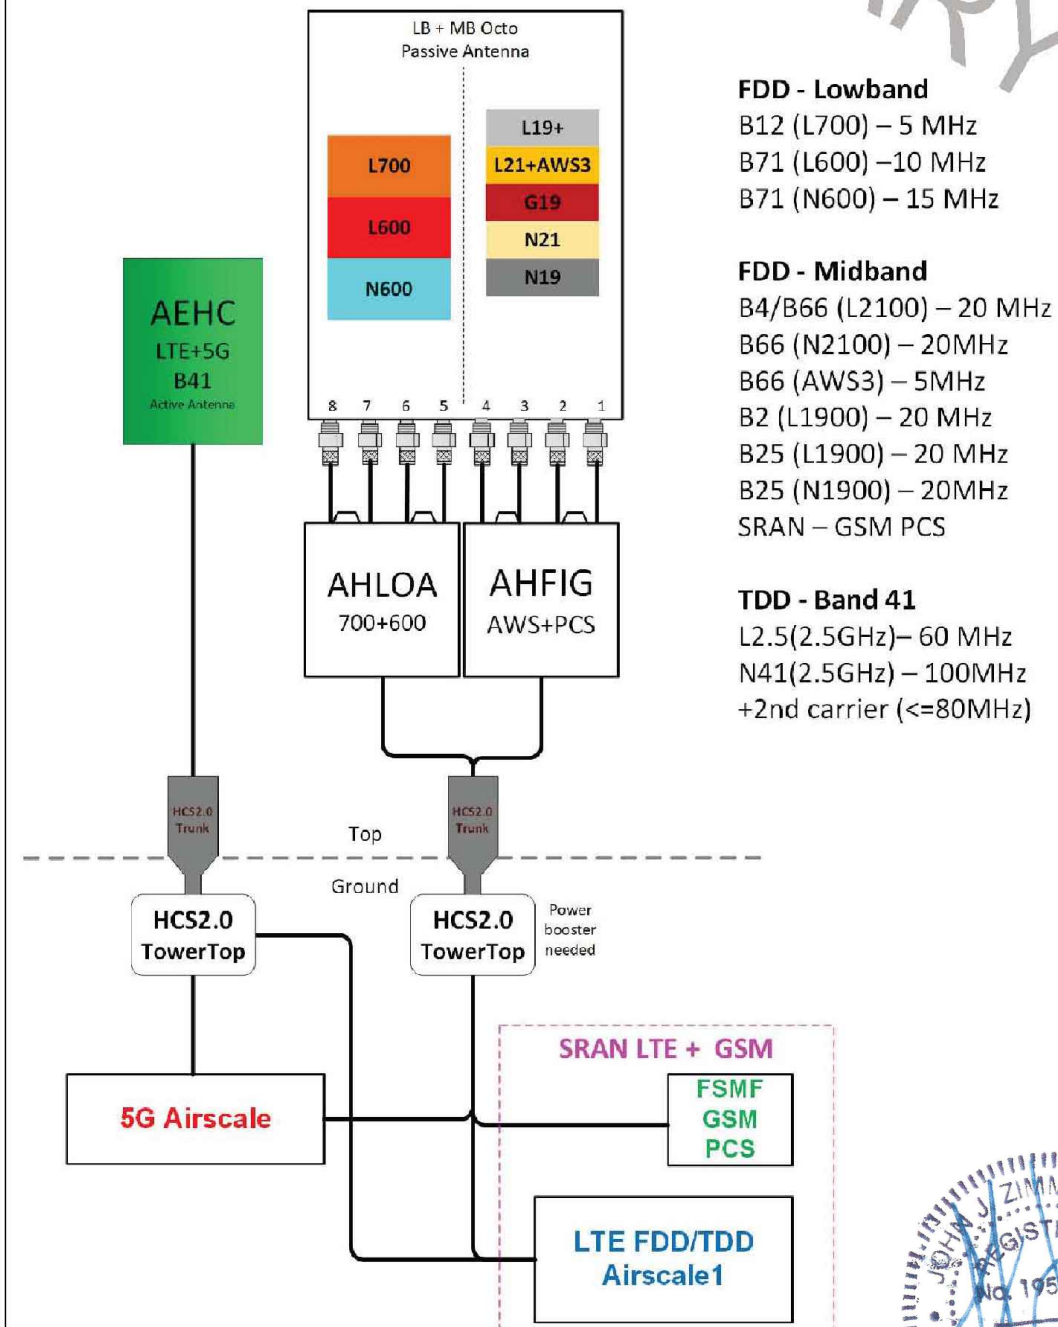 LB + MB Octo
Passive Antenna
L700
L600
N600
L19+
L21+AWS3
G19
N21
N19
8 7 6 5 4 3 2 1
AEHC
LTE+5G
B41
Active Antenna
AHLOA
700+600
AHFIG
AWS+PCS
FDD - Lowband
B12 (L700) – 5 MHz
B71 (L600) –10 MHz
B71 (N600) – 15 MHz
FDD - Midband
B4/B66 (L2100) – 20 MHz
B66 (N2100) – 20MHz
B66 (AWS3) – 5MHz
B2 (L1900) – 20 MHz
B25 (L1900) – 20 MHz
B25 (N1900) – 20MHz
SRAN – GSM PCS
TDD - Band 41
L2.5(2.5GHz)– 60 MHz
N41(2.5GHz) – 100MHz
+2nd carrier (<=80MHz)
HCS2.0
Trunk
HCS2.0
Trunk
Top
Ground
HCS2.0
TowerTop
HCS2.0
TowerTop
Power
booster
needed
5G Airscale
SRAN LTE + GSM
FSMF
GSM
PCS
LTE FDD/TDD
Airscale1
JOHN J.
No. 195